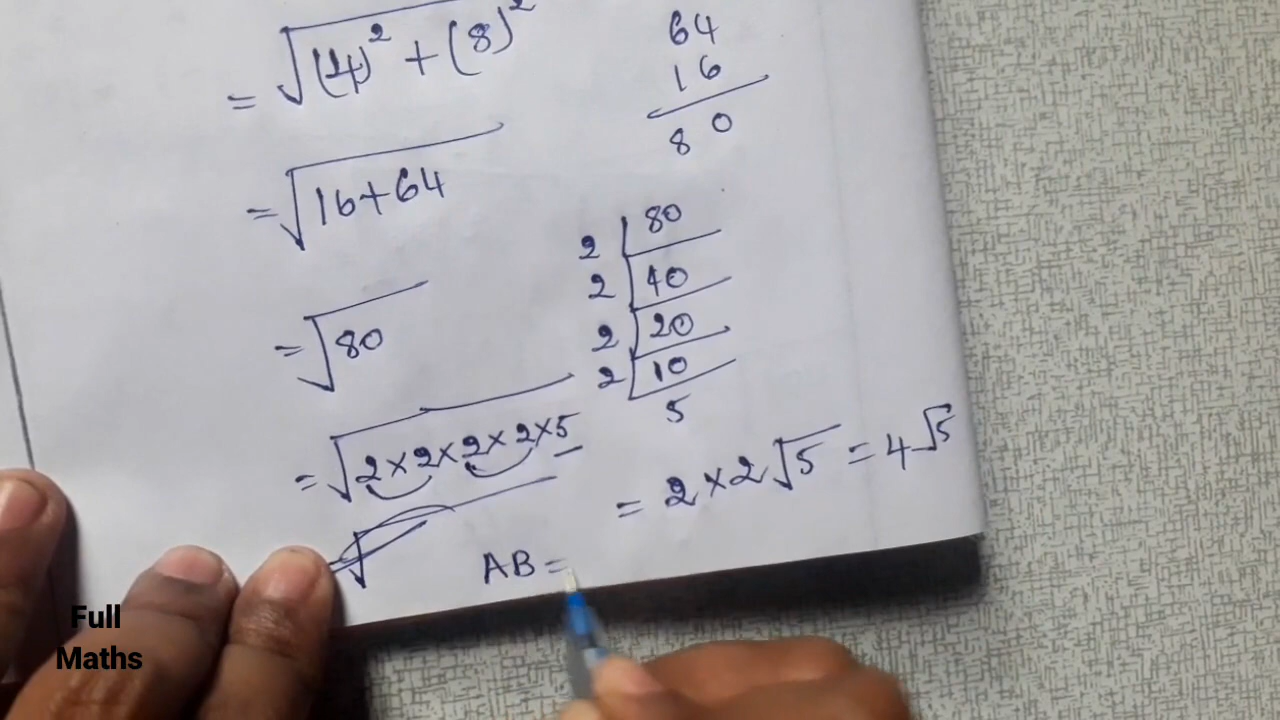 = √(4)² + (8)²
= √16+64
= √80
= √2×2×2×2×5
64
16
80
2 | 80
2 | 40
2 | 20
2 | 10
5
= 2×2√5 = 4√5
AB =
Full
Maths